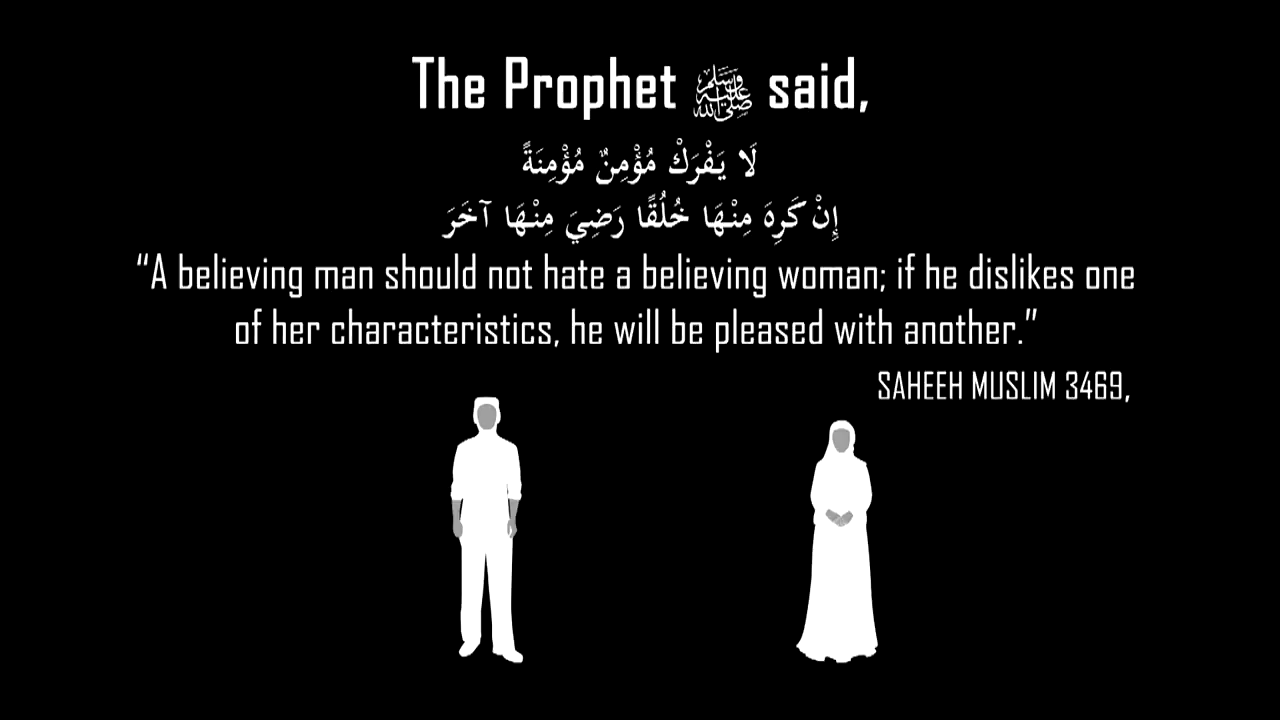 The Prophet ﷺ said,
لَا يَفْرَكْ مُؤْمِنٌ مُؤْمِنَةً
إِنْ كَرِهَ مِنْهَا خُلُقًا رَضِيَ مِنْهَا آخَرَ
“A believing man should not hate a believing woman; if he dislikes one
of her characteristics, he will be pleased with another.”
SAHEEH MUSLIM 3469,